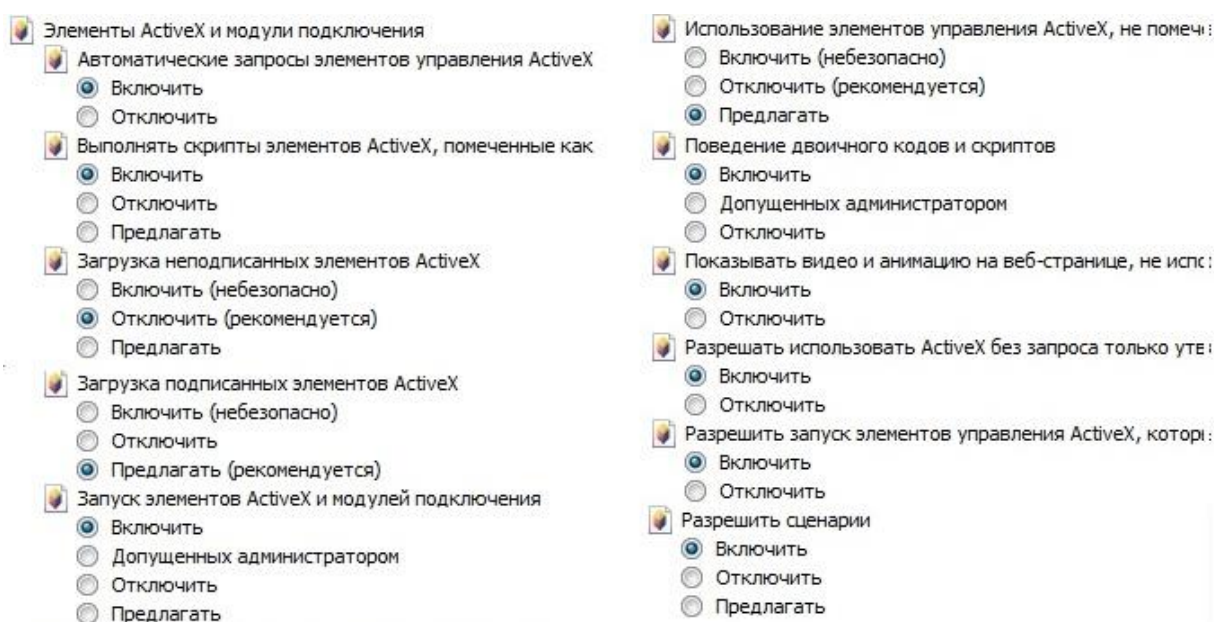 Элементы ActiveX и модули подключения
Автоматические запросы элементов управления ActiveX
Включить
Отключить
Выполнять скрипты элементов ActiveX, помеченные как
Включить
Отключить
Предлагать
Загрузка неподписанных элементов ActiveX
Включить (небезопасно)
Отключить (рекомендуется)
Предлагать
Загрузка подписанных элементов ActiveX
Включить (небезопасно)
Отключить
Предлагать (рекомендуется)
Запуск элементов ActiveX и модулей подключения
Включить
Допущенных администратором
Отключить
Предлагать
Использование элементов управления ActiveX, не
Включить (небезопасно)
Отключить (рекомендуется)
Предлагать
Поведение двоичного кодов и скриптов
Включить
Допущенных администратором
Отключить
Показывать видео и анимацию на веб-странице, не
Включить
Отключить
Разрешать использовать ActiveX без запроса только
Включить
Отключить
Разрешить запуск элементов управления ActiveX,
Включить
Отключить
Разрешить сценарии
Включить
Отключить
Предлагать